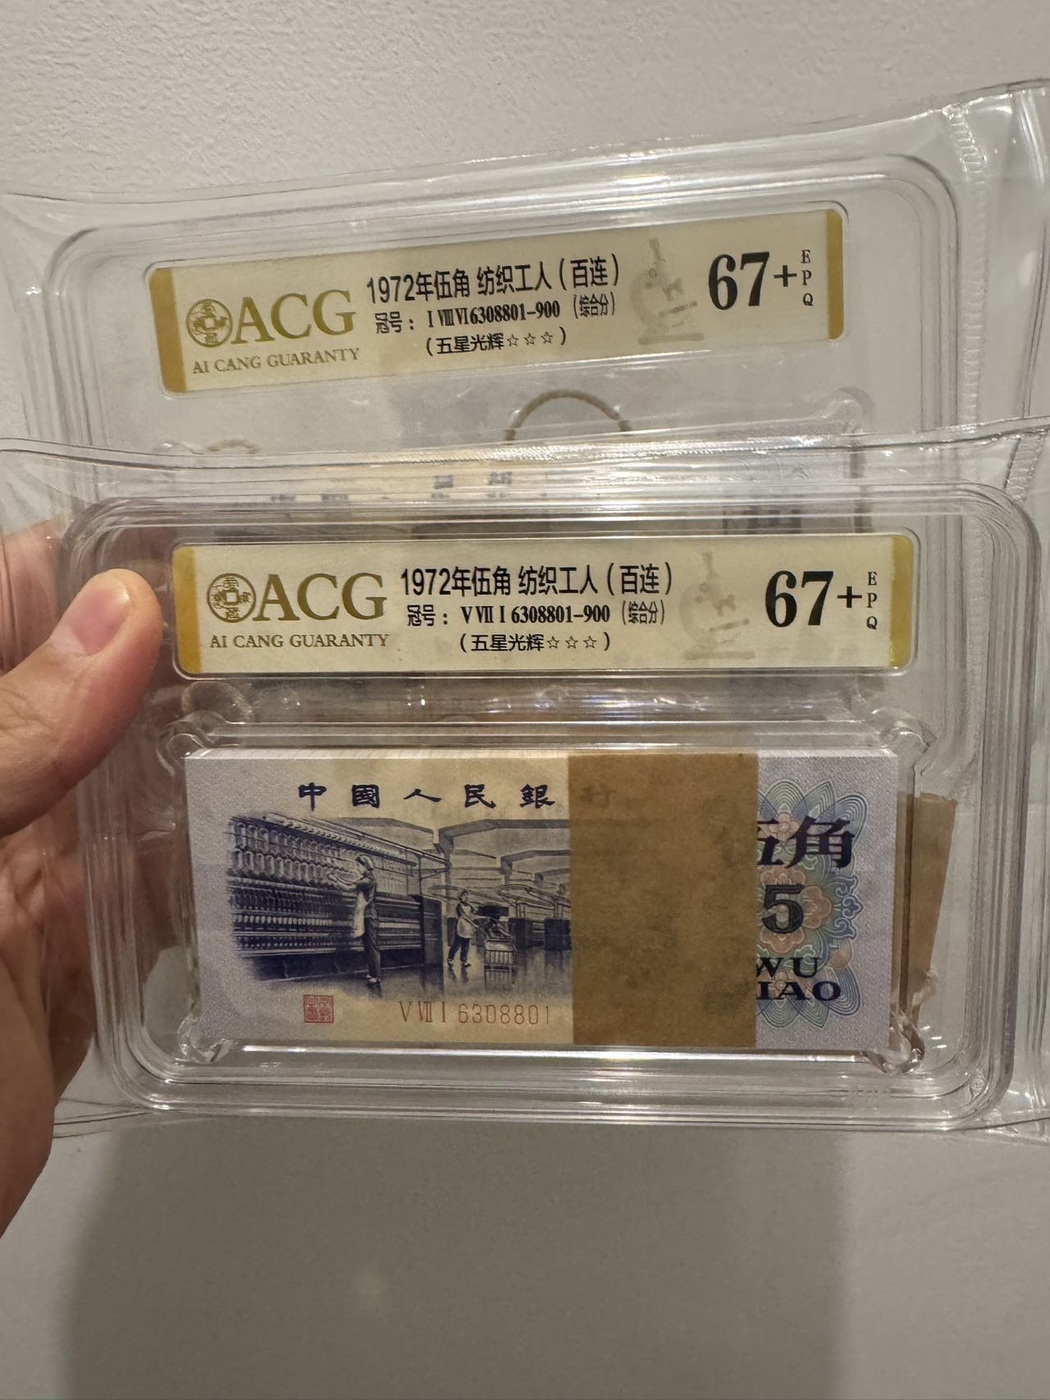 ACG
AI CANG GUARANTY
1972年伍角 纺织工人(百连)
冠号: I VIII VI 6308801-900 (综合分)
(五星光辉☆☆☆)
67+
EPQ
ACG
AI CANG GUARANTY
1972年伍角 纺织工人(百连)
冠号: V VII I 6308801-900 (综合分)
(五星光辉☆☆☆)
67+
EPQ
中國人民銀
伍角
5
WU
JIAO
V VII I 6308801